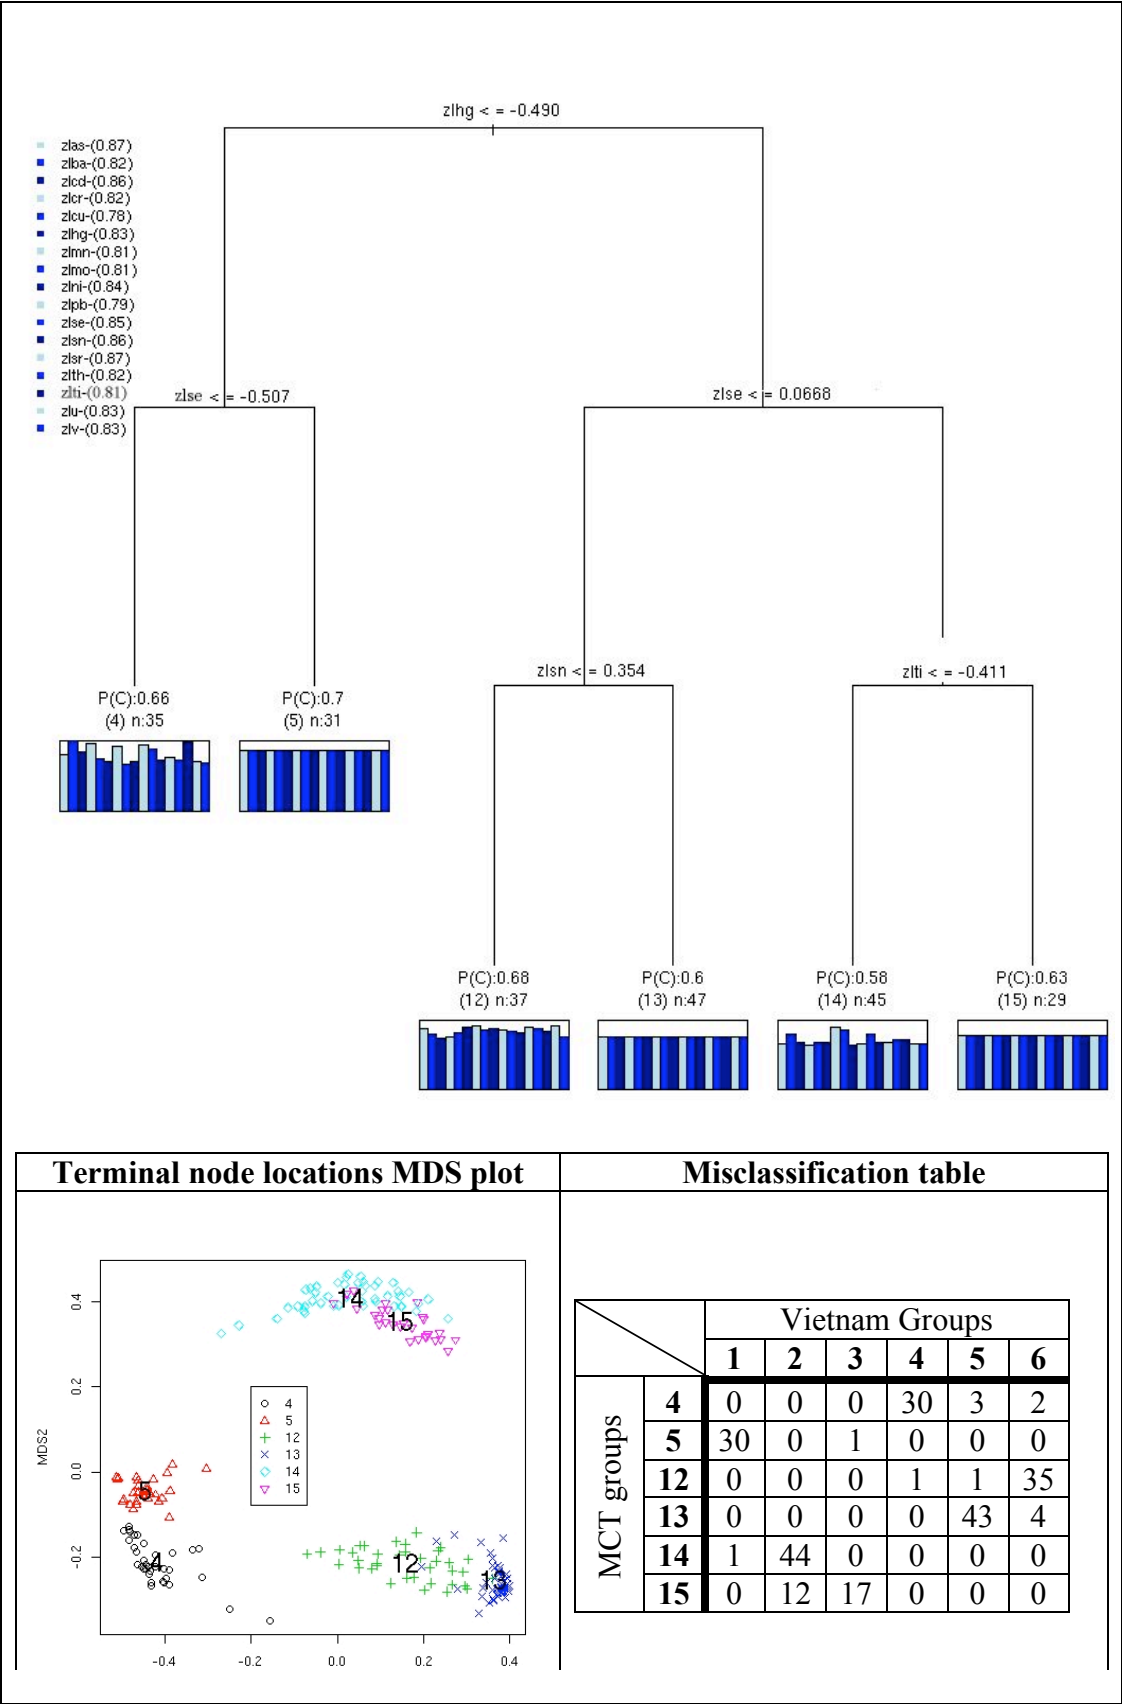 zlhg < = -0.490
zlas-(0.87)
zlba-(0.82)
zlcd-(0.86)
zlcr-(0.82)
zlcu-(0.78)
zlhg-(0.83)
zlmn-(0.81)
zlmo-(0.81)
zlni-(0.84)
zlpb-(0.79)
zlse-(0.85)
zlsn-(0.86)
zlsr-(0.87)
zlth-(0.82)
zlti-(0.81)
zlu-(0.83)
zlv-(0.83)
zlse < = -0.507
zlse < = 0.0668
zlsn < = 0.354
zlti < = -0.411
P(C):0.66
(4) n:35
P(C):0.7
(5) n:31
P(C):0.68
(12) n:37
P(C):0.6
(13) n:47
P(C):0.58
(14) n:45
P(C):0.63
(15) n:29
Terminal node locations MDS plot
Misclassification table
MDS2
0.4
0.2
0.0
-0.2
-0.4 -0.2 0.0 0.2 0.4
14
15
5
4
12
13
4
5
12
13
14
15
Vietnam Groups
1 2 3 4 5 6
MCT groups
4 0 0 0 30 3 2
5 30 0 1 0 0 0
12 0 0 0 1 1 35
13 0 0 0 0 43 4
14 1 44 0 0 0 0
15 0 12 17 0 0 0